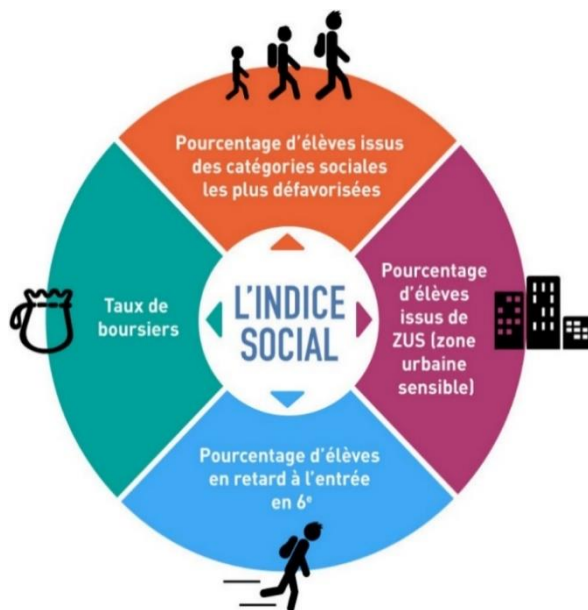 Pourcentage d'élèves issus
des catégories sociales
les plus défavorisées
Taux de
boursiers
L'INDICE
SOCIAL
Pourcentage
d'élèves
issus de
ZUS (zone
urbaine
sensible)
Pourcentage d'élèves
en retard à l'entrée
en 6e